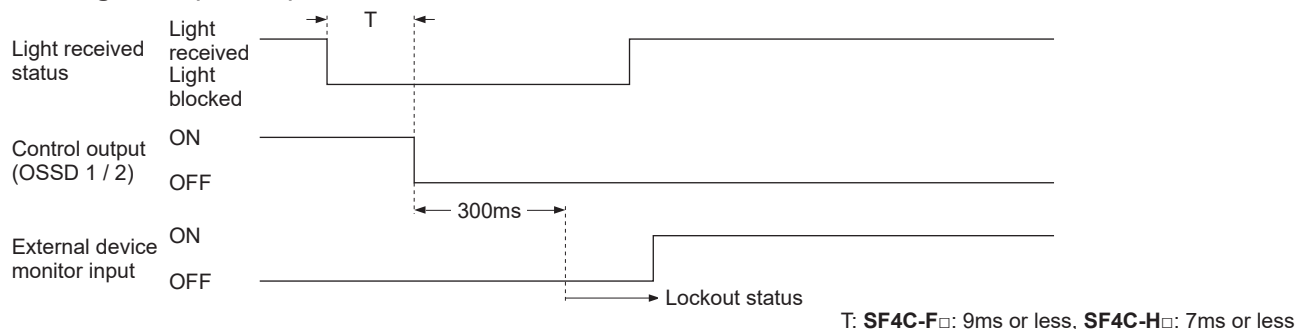 T
Light received
status
Light
received
Light
blocked
Control output
(OSSD 1 / 2)
ON
OFF
300ms
External device
monitor input
ON
OFF
Lockout status
T: SF4C-F□: 9ms or less, SF4C-H□: 7ms or less